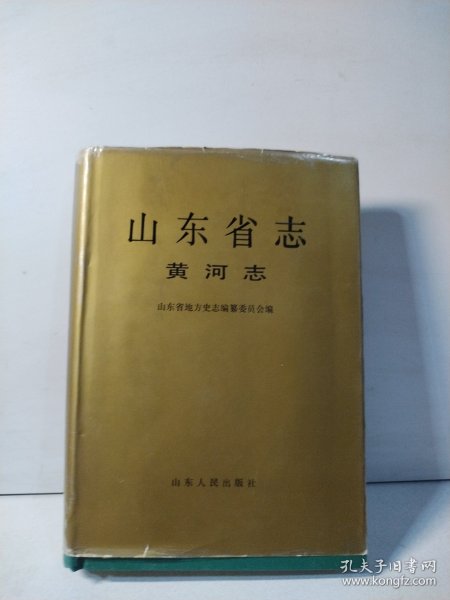 山东省志
黄河志
山东省地方史志编纂委员会编
山东人民出版社
孔夫子旧书网
www.kongfz.com